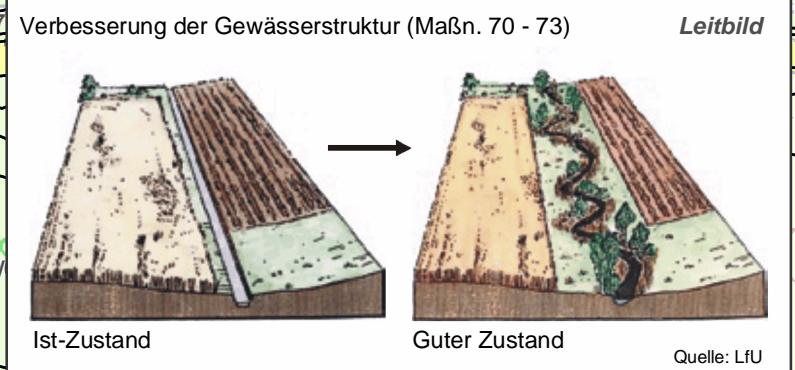 Verbesserung der Gewässerstruktur (Maßn. 70 - 73) Leitbild
Ist-Zustand Guter Zustand
Quelle: LfU